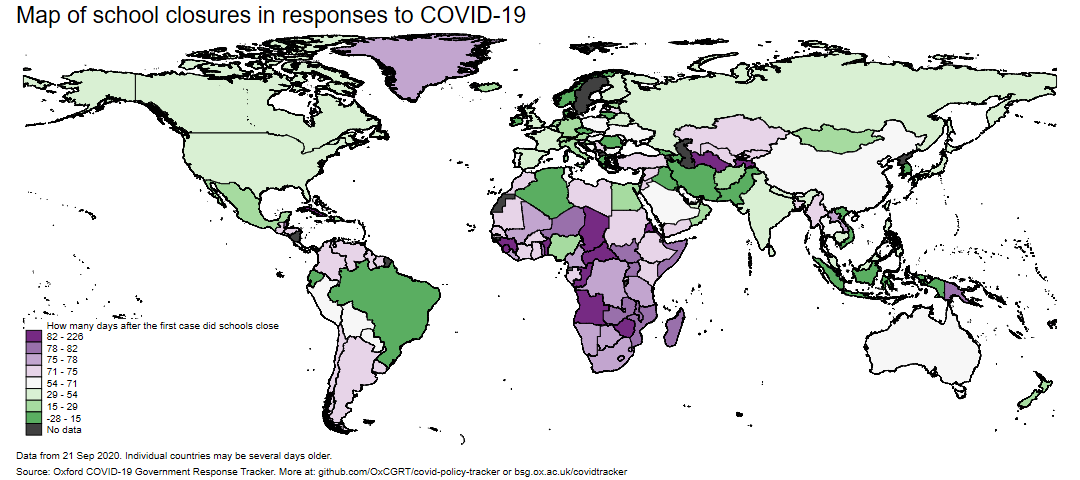 Map of school closures in responses to COVID-19
How many days after the first case did schools close
82 - 226
78 - 82
75 - 78
71 - 75
54 - 71
29 - 54
15 - 29
-28 - 15
No data
Data from 21 Sep 2020. Individual countries may be several days older.
Source: Oxford COVID-19 Government Response Tracker. More at: github.com/OxCGRT/covid-policy-tracker or bsg.ox.ac.uk/covidtracker